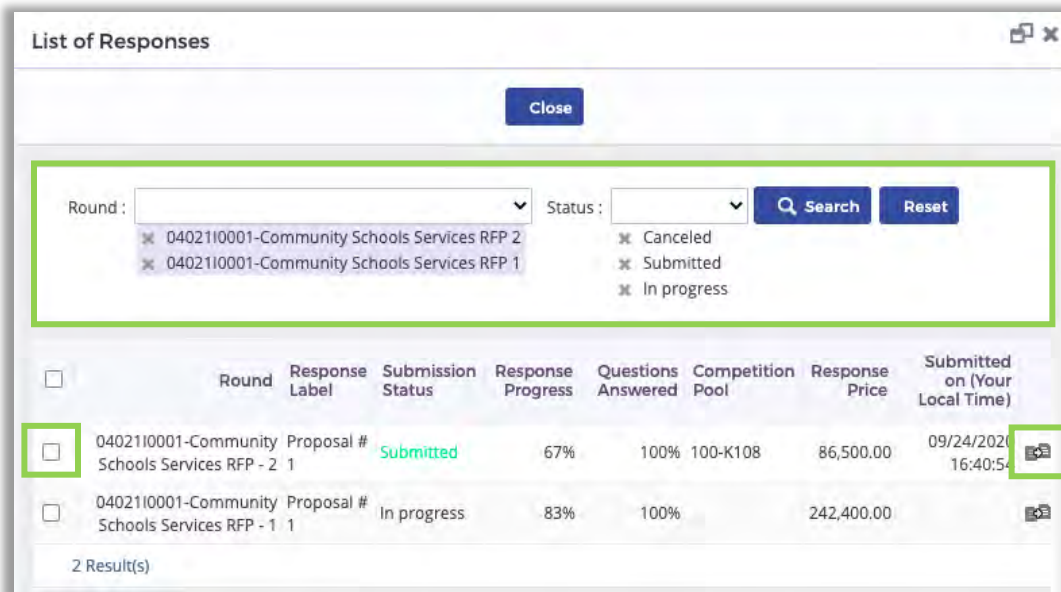 List of Responses
Close
Round :
Status :
Search
Reset
04021I0001-Community Schools Services RFP 2
04021I0001-Community Schools Services RFP 1
Canceled
Submitted
In progress
Round
Response Label
Submission Status
Response Progress
Questions Answered
Competition Pool
Response Price
Submitted on (Your Local Time)
04021I0001-Community Proposal # Submitted 67% 100% 100-K108 86,500.00 09/24/2020
Schools Services RFP - 2 1 16:40:54
04021I0001-Community Proposal # In progress 83% 100% 242,400.00
Schools Services RFP - 1 1
2 Result(s)